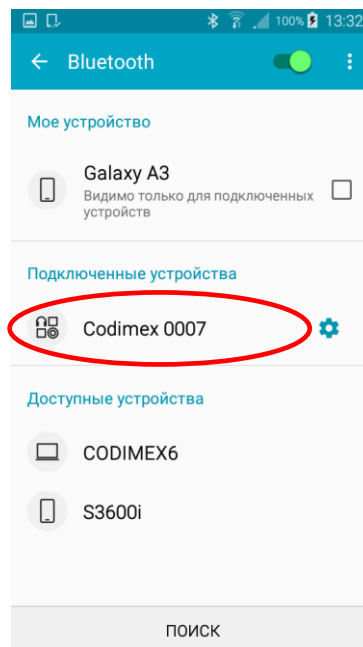 100% 13:32
Bluetooth
Мое устройство
Galaxy A3
Видимо только для подключенных
устройств
Подключенные устройства
Codimex 0007
Доступные устройства
CODIMEX6
S3600i
ПОИСК